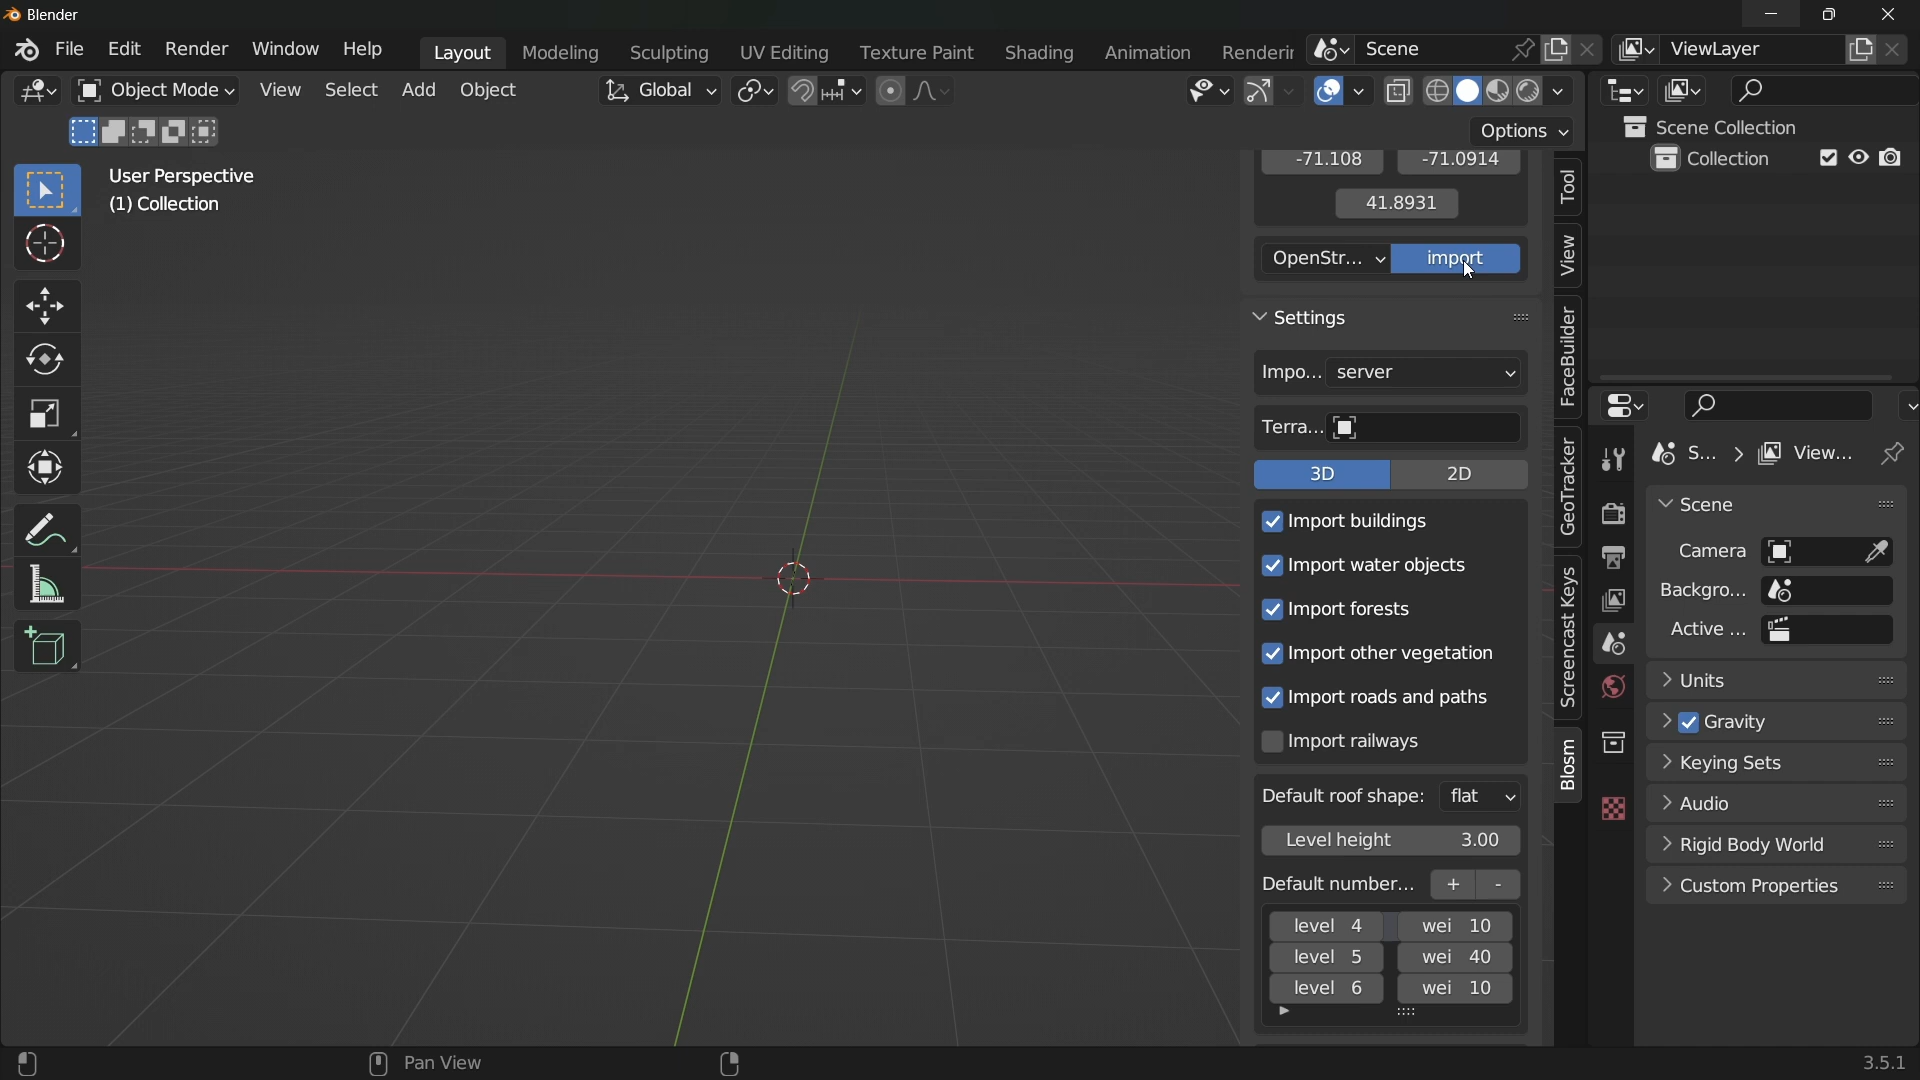 Blender
File Edit Render Window Help Layout Modeling Sculpting UV Editing Texture Paint Shading Animation Renderin Scene ViewLayer
Object Mode View Select Add Object Global
Options
User Perspective
(1) Collection
-71.108 -71.0914
41.8931
OpenStr... import
Settings
Impo... server
Terra...
3D 2D
Import buildings
Import water objects
Import forests
Import other vegetation
Import roads and paths
Import railways
Default roof shape: flat
Level height 3.00
Default number... + -
level 4 wei 10
level 5 wei 40
level 6 wei 10
Tool
View
FaceBuilder
GeoTracker
Screencast Keys
Blosm
Scene Collection
Collection
S... > View...
Scene
Camera
Backgro...
Active ...
Units
Gravity
Keying Sets
Audio
Rigid Body World
Custom Properties
Pan View
3.5.1